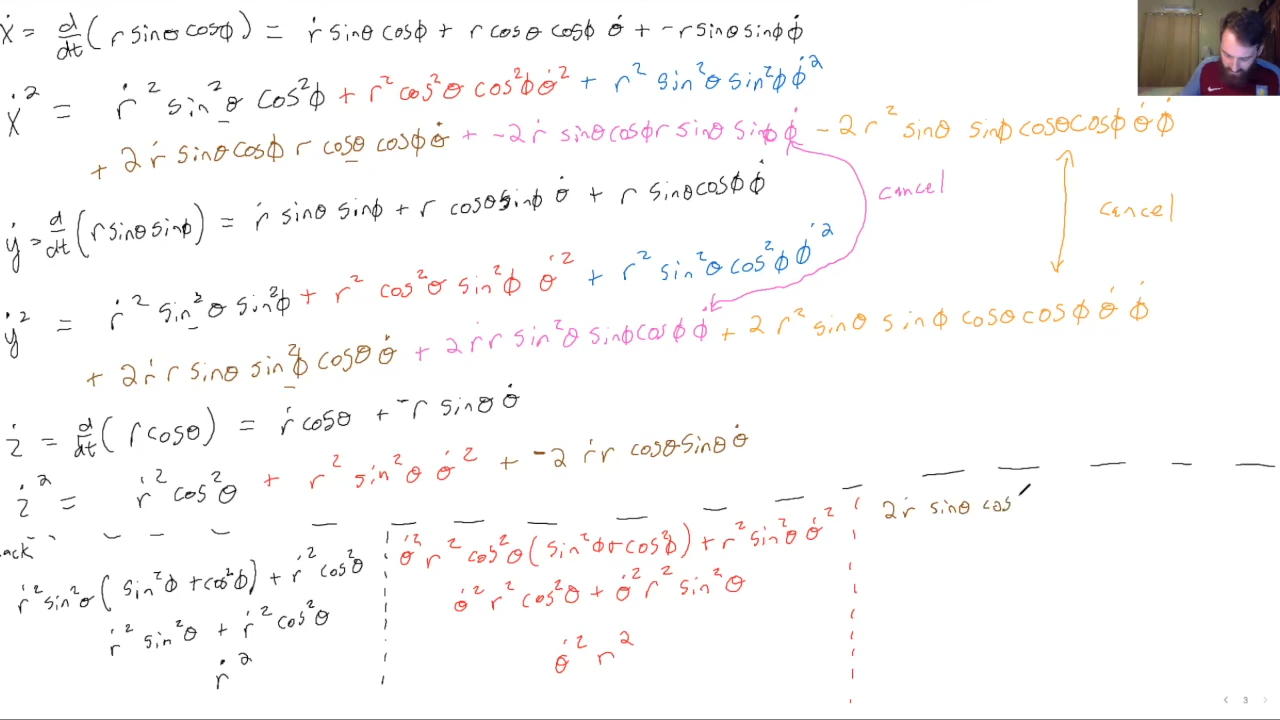 ẋ = d/dt (r sinθ cosϕ) = ṙ sinθ cosϕ + r cosθ cosϕ θ̇ + -r sinθ sinϕ ϕ̇
ẋ² = ṙ² sin²θ cos²ϕ + r² cos²θ cos²ϕ θ̇² + r² sin²θ sin²ϕ ϕ̇²
+ 2ṙ sinθ cosϕ r cosθ cosϕ θ̇ + -2ṙ sinθ cosϕ r sinθ sinϕ ϕ̇ - 2r² sinθ sinϕ cosθ cosϕ θ̇ ϕ̇
cancel
cancel
ẏ = d/dt (r sinθ sinϕ) = ṙ sinθ sinϕ + r cosθ sinϕ θ̇ + r sinθ cosϕ ϕ̇
ẏ² = ṙ² sin²θ sin²ϕ + r² cos²θ sin²ϕ θ̇² + r² sin²θ cos²ϕ ϕ̇²
+ 2ṙ r sinθ sin²ϕ cosθ θ̇ + 2ṙr sin²θ sinϕ cosϕ ϕ̇ + 2r² sinθ sinϕ cosθ cosϕ θ̇ ϕ̇
ż = d/dt (r cosθ) = ṙ cosθ + -r sinθ θ̇
ż² = ṙ² cos²θ + r² sin²θ θ̇² + -2ṙr cosθ sinθ θ̇
ack
ṙ² sin²θ (sin²ϕ + cos²ϕ) + ṙ² cos²θ
ṙ² sin²θ + ṙ² cos²θ
ṙ²
θ̇² r² cos²θ (sin²ϕ + cos²ϕ) + r² sin²θ θ̇²
θ̇² r² cos²θ + θ̇² r² sin²θ
θ̇² r²
2ṙ sinθ cos
3